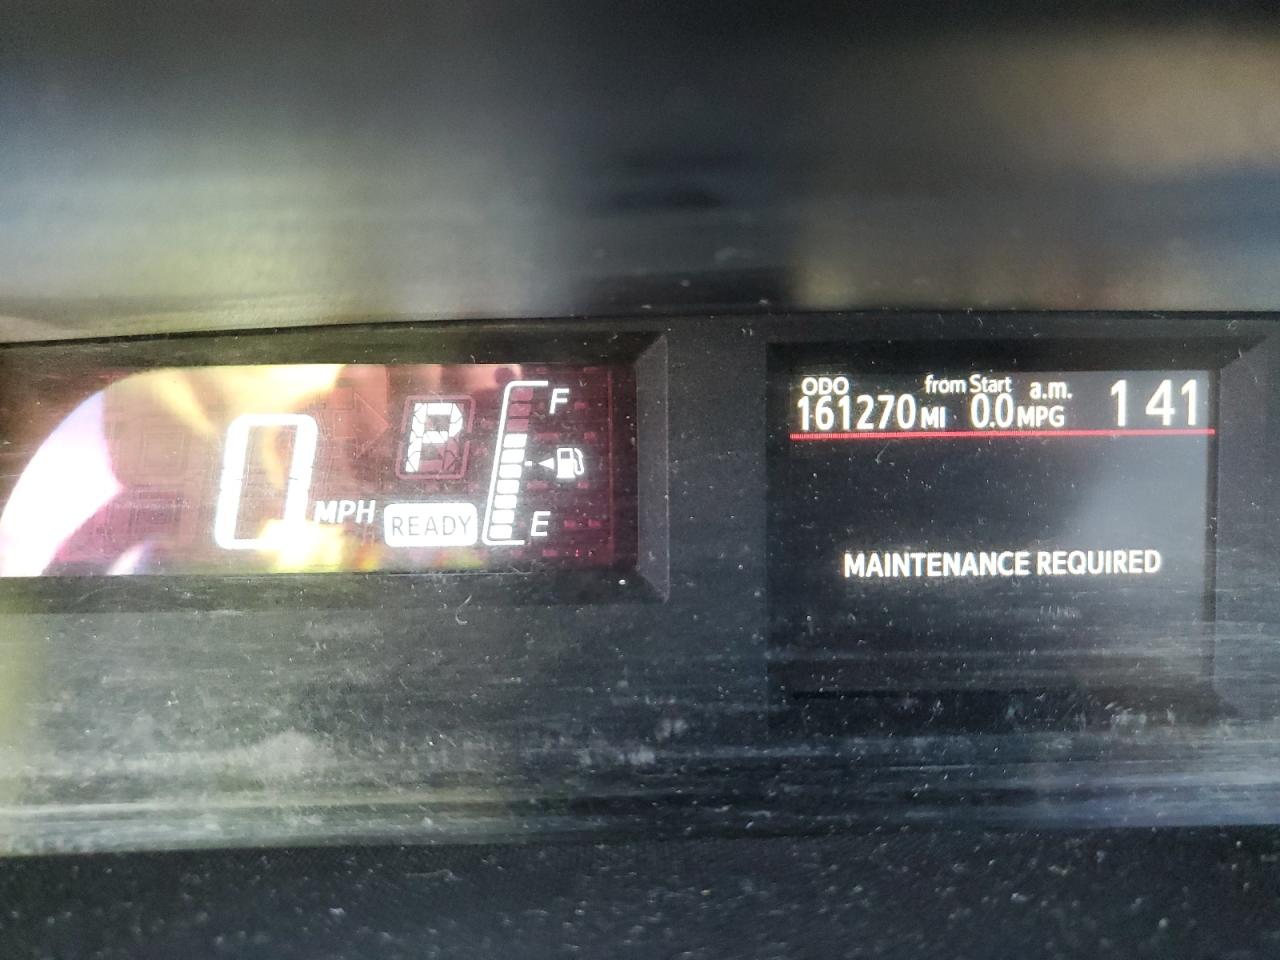 0 MPH
P
READY
F
E
ODO from Start a.m.
161270 MI 0.0 MPG 1 41
MAINTENANCE REQUIRED